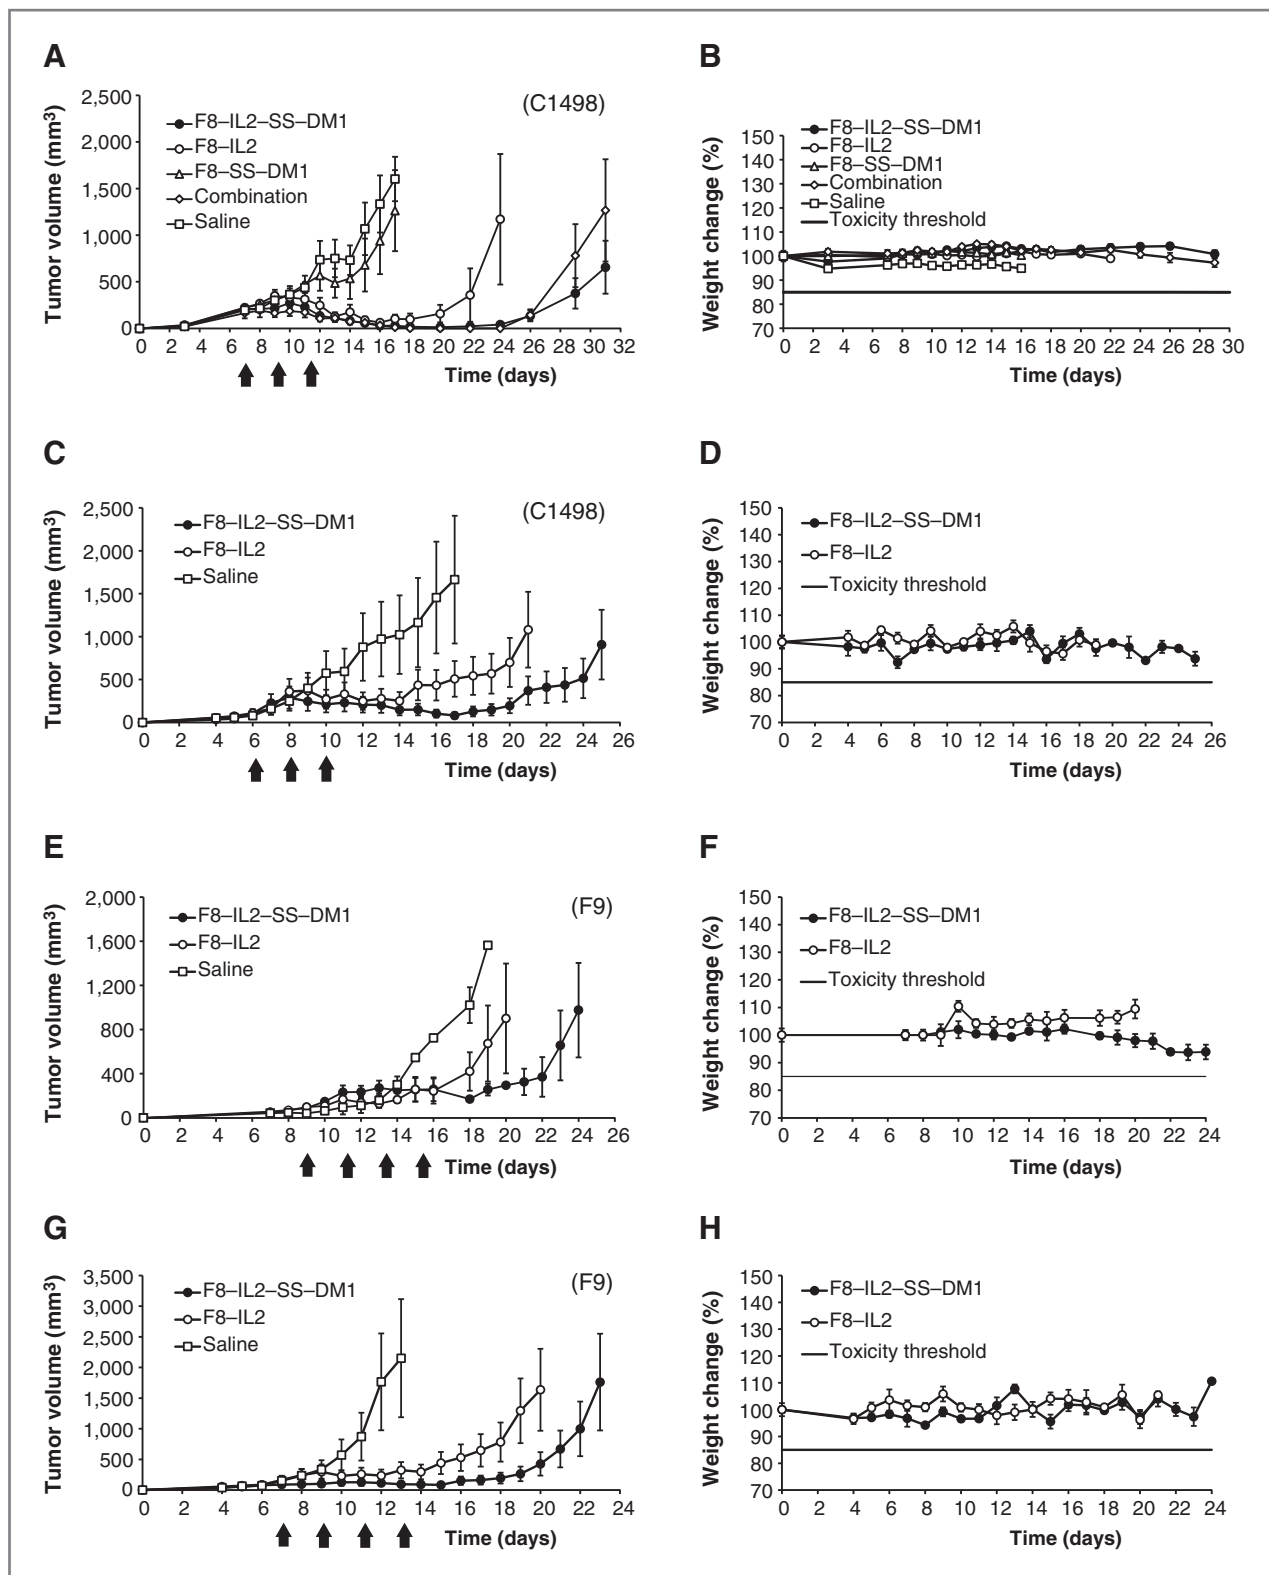 A
Tumor volume (mm³)
(C1498)
F8–IL2–SS–DM1
F8–IL2
F8–SS–DM1
Combination
Saline
2,500
2,000
1,500
1,000
500
0
0 2 4 6 8 10 12 14 16 18 20 22 24 26 29 31 32
Time (days)
B
Weight change (%)
F8–IL2–SS–DM1
F8–IL2
F8–SS–DM1
Combination
Saline
Toxicity threshold
150
140
130
120
110
100
90
80
70
0 2 4 6 8 10 12 14 16 18 20 22 24 26 29 30
Time (days)
C
Tumor volume (mm³)
(C1498)
F8–IL2–SS–DM1
F8–IL2
Saline
2,500
2,000
1,500
1,000
500
0
0 2 4 6 8 10 12 14 16 18 20 22 24 26
Time (days)
D
Weight change (%)
F8–IL2–SS–DM1
F8–IL2
Toxicity threshold
150
140
130
120
110
100
90
80
70
0 2 4 6 8 10 12 14 16 18 20 22 24 26
Time (days)
E
Tumor volume (mm³)
(F9)
F8–IL2–SS–DM1
F8–IL2
Saline
2,000
1,600
1,200
800
400
0
0 2 4 6 8 10 12 14 16 18 20 22 24 26
Time (days)
F
Weight change (%)
F8–IL2–SS–DM1
F8–IL2
Toxicity threshold
150
140
130
120
110
100
90
80
70
0 2 4 6 8 10 12 14 16 18 20 22 24
Time (days)
G
Tumor volume (mm³)
(F9)
F8–IL2–SS–DM1
F8–IL2
Saline
3,500
3,000
2,500
2,000
1,500
1,000
500
0
0 2 4 6 8 10 12 14 16 18 20 22 24
Time (days)
H
Weight change (%)
F8–IL2–SS–DM1
F8–IL2
Toxicity threshold
150
140
130
120
110
100
90
80
70
0 2 4 6 8 10 12 14 16 18 20 22 24
Time (days)